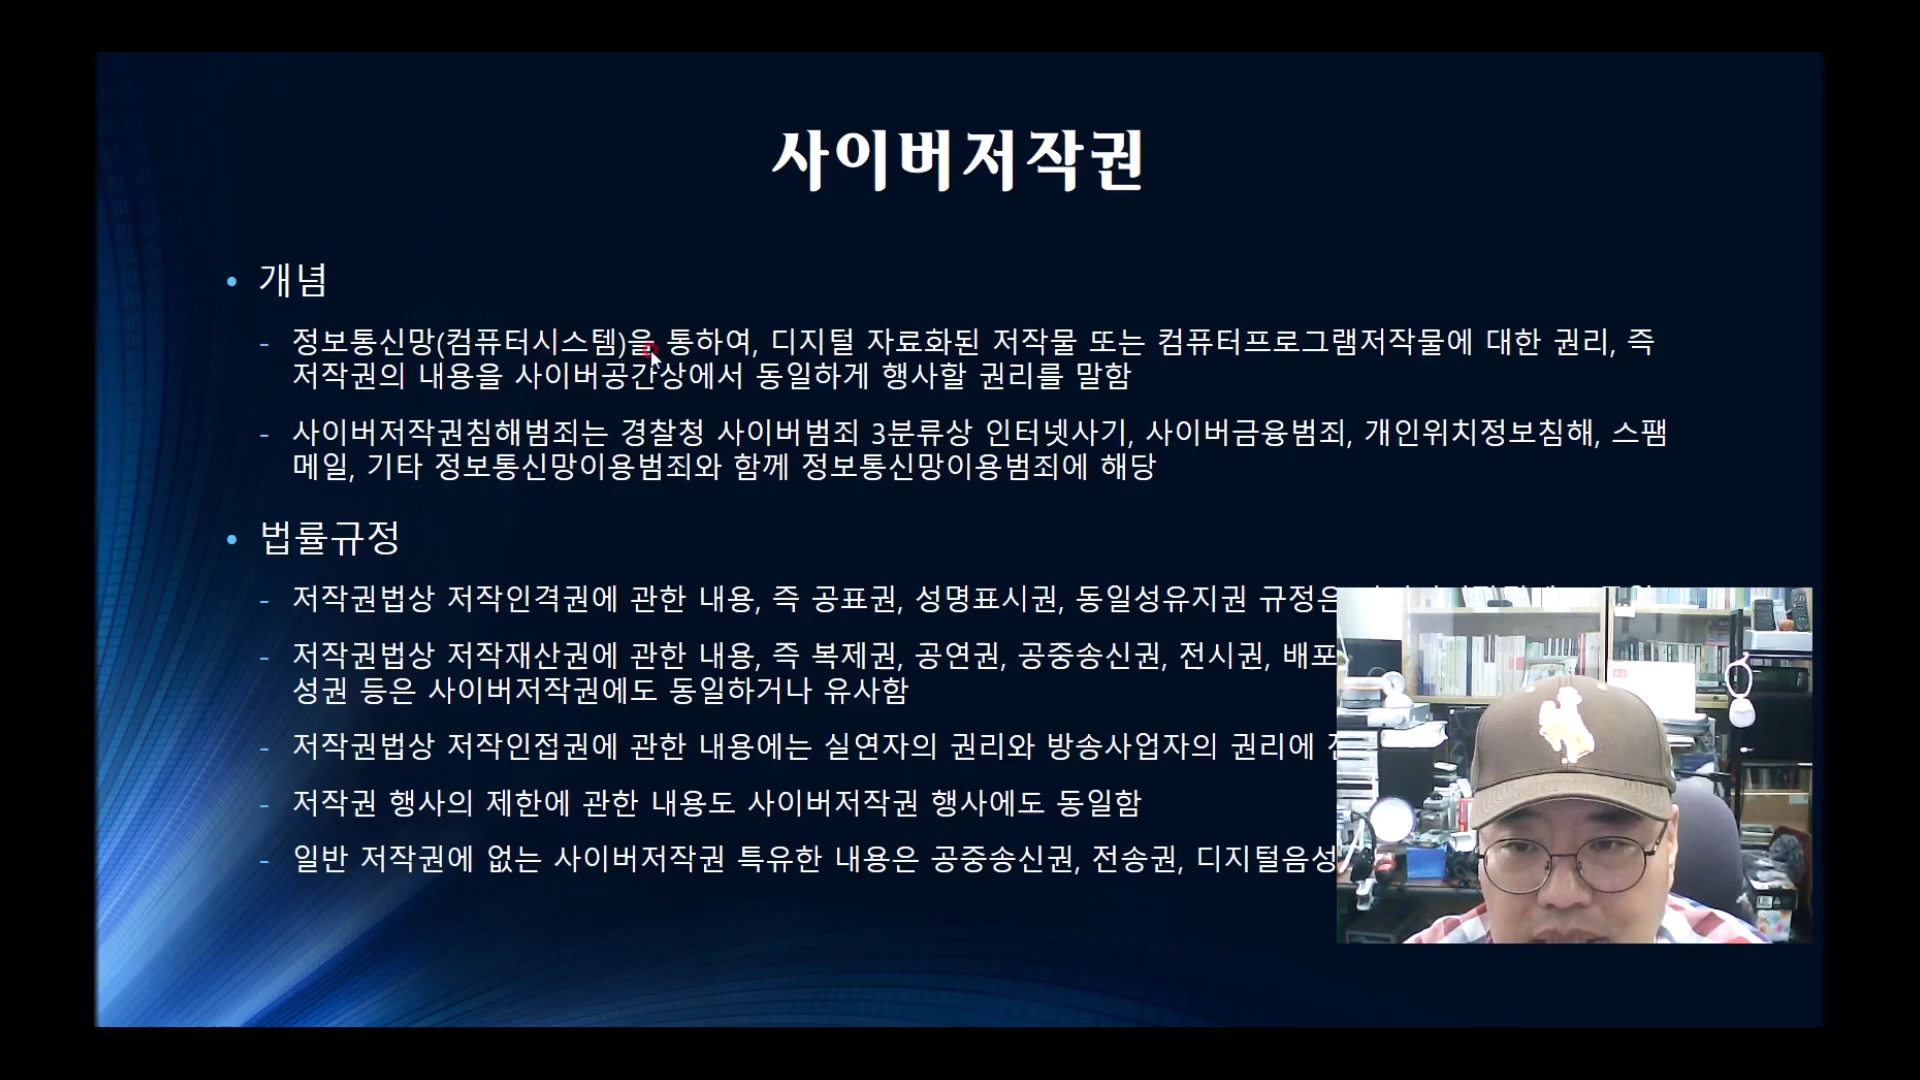 사이버저작권
• 개념
- 정보통신망(컴퓨터시스템)을 통하여, 디지털 자료화된 저작물 또는 컴퓨터프로그램저작물에 대한 권리, 즉
저작권의 내용을 사이버공간상에서 동일하게 행사할 권리를 말함
- 사이버저작권침해범죄는 경찰청 사이버범죄 3분류상 인터넷사기, 사이버금융범죄, 개인위치정보침해, 스팸
메일, 기타 정보통신망이용범죄와 함께 정보통신망이용범죄에 해당
• 법률규정
- 저작권법상 저작인격권에 관한 내용, 즉 공표권, 성명표시권, 동일성유지권 규정은
- 저작권법상 저작재산권에 관한 내용, 즉 복제권, 공연권, 공중송신권, 전시권, 배포
성권 등은 사이버저작권에도 동일하거나 유사함
- 저작권법상 저작인접권에 관한 내용에는 실연자의 권리와 방송사업자의 권리에
- 저작권 행사의 제한에 관한 내용도 사이버저작권 행사에도 동일함
- 일반 저작권에 없는 사이버저작권 특유한 내용은 공중송신권, 전송권, 디지털음성